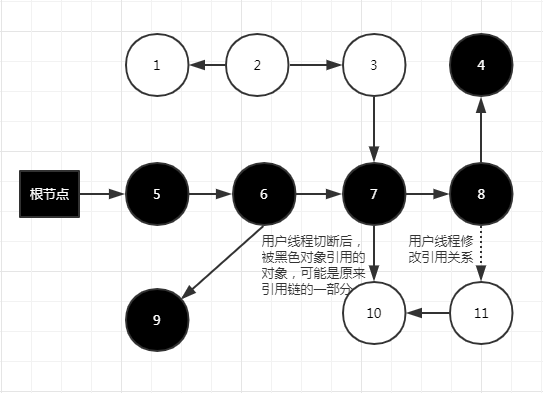 1
2
3
4
根节点
5
6
7
8
用户线程切断后，
被黑色对象引用的
对象，可能是原来
引用链的一部分
用户线程修
改引用关系
9
10
11